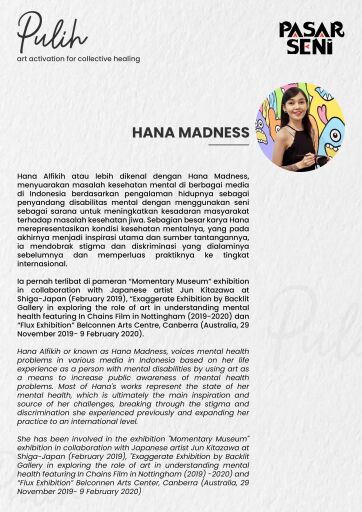 Pulih
art activation for collective healing
PASAR
SENI
HANA MADNESS
Hana Alfikih atau lebih dikenal dengan Hana Madness,
menyuarakan masalah kesehatan mental di berbagai media
di Indonesia berdasarkan pengalaman hidupnya sebagai
penyandang disabilitas mental dengan menggunakan seni
sebagai sarana untuk meningkatkan kesadaran masyarakat
terhadap masalah kesehatan jiwa. Sebagian besar karya Hana
merepresentasikan kondisi kesehatan mentalnya, yang pada
akhirnya menjadi inspirasi utama dan sumber tantangannya,
ia mendobrak stigma dan diskriminasi yang dialaminya
sebelumnya dan memperluas praktiknya ke tingkat
internasional.
Ia pernah terlibat di pameran “Momentary Museum” exhibition
in collaboration with Japanese artist Jun Kitazawa at
Shiga-Japan (February 2019), “Exaggerate Exhibition by Backlit
Gallery in exploring the role of art in understanding mental
health featuring In Chains Film in Nottingham (2019-2020) dan
“Flux Exhibition” Belconnen Arts Centre, Canberra (Australia, 29
November 2019- 9 February 2020).
Hana Alfikih or known as Hana Madness, voices mental health
problems in various media in Indonesia based on her life
experience as a person with mental disabilities by using art as
a means to increase public awareness of mental health
problems. Most of Hana's works represent the state of her
mental health, which is ultimately the main inspiration and
source of her challenges, breaking through the stigma and
discrimination she experienced previously and expanding her
practice to an international level.
She has been involved in the exhibition "Momentary Museum"
exhibition in collaboration with Japanese artist Jun Kitazawa at
Shiga-Japan (February 2019), "Exaggerate Exhibition by Backlit
Gallery in exploring the role of art in understanding mental
health featuring In Chains Film in Nottingham (2019) -2020) and
“Flux Exhibition” Belconnen Arts Center, Canberra (Australia, 29
November 2019- 9 February 2020)